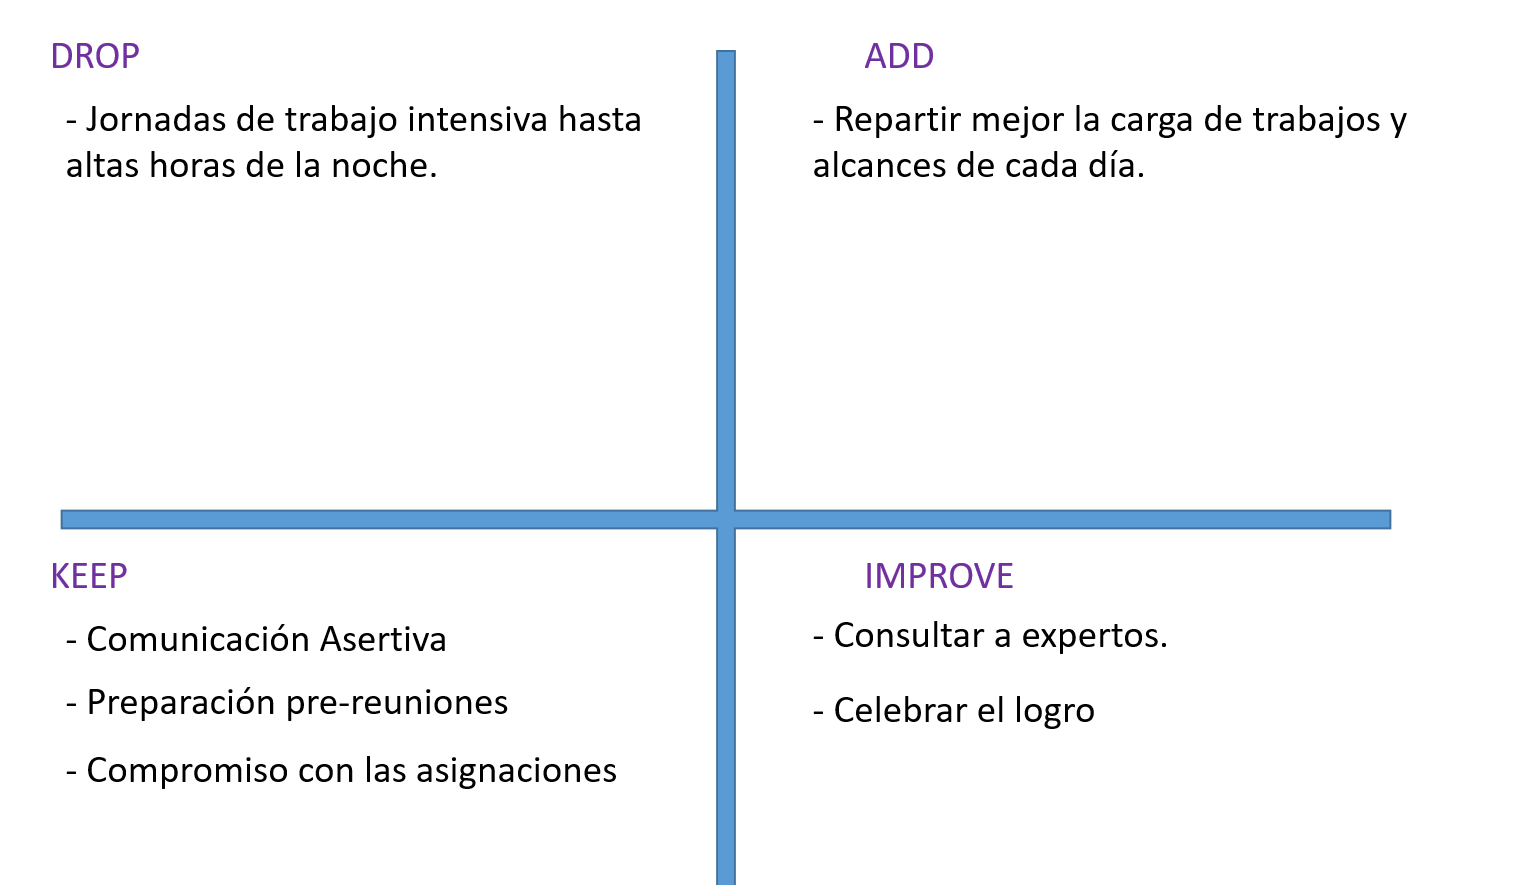 DROP
- Jornadas de trabajo intensiva hasta
altas horas de la noche.
ADD
- Repartir mejor la carga de trabajos y
alcances de cada día.
KEEP
- Comunicación Asertiva
- Preparación pre-reuniones
- Compromiso con las asignaciones
IMPROVE
- Consultar a expertos.
- Celebrar el logro